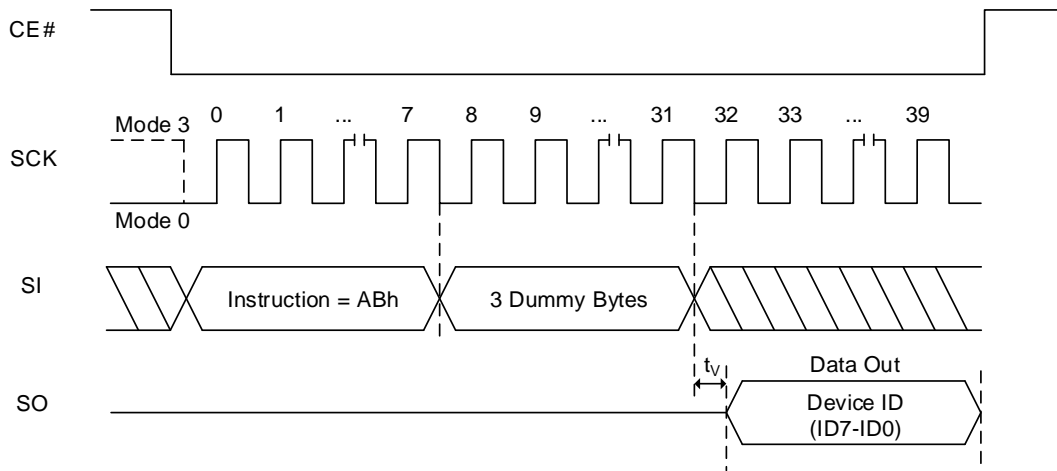 CE#
0 1 ... 7 8 9 ... 31 32 33 ... 39
Mode 3
SCK
Mode 0
SI
Instruction = ABh
3 Dummy Bytes
tV
Data Out
SO
Device ID
(ID7-ID0)